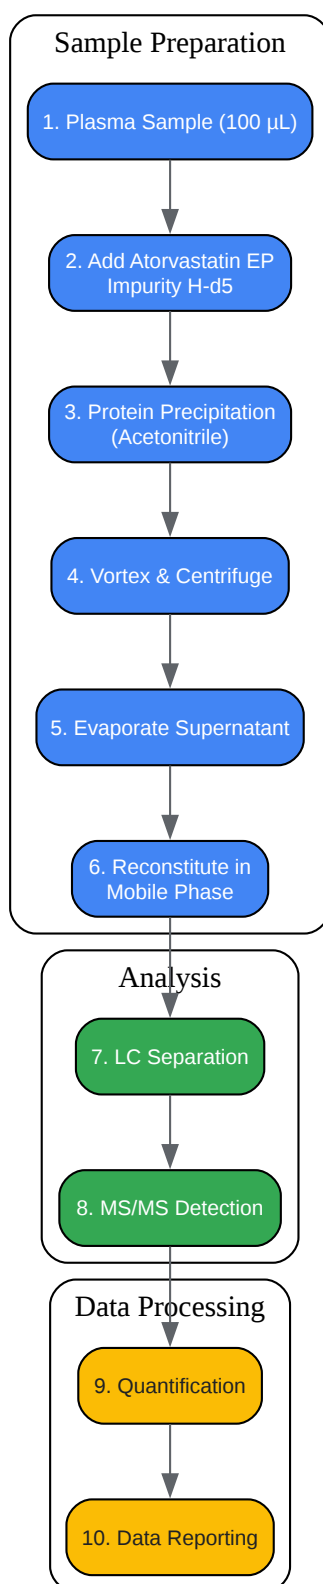 Sample Preparation
1. Plasma Sample (100 µL)
2. Add Atorvastatin EP
Impurity H-d5
3. Protein Precipitation
(Acetonitrile)
4. Vortex & Centrifuge
5. Evaporate Supernatant
6. Reconstitute in
Mobile Phase
Analysis
7. LC Separation
8. MS/MS Detection
Data Processing
9. Quantification
10. Data Reporting